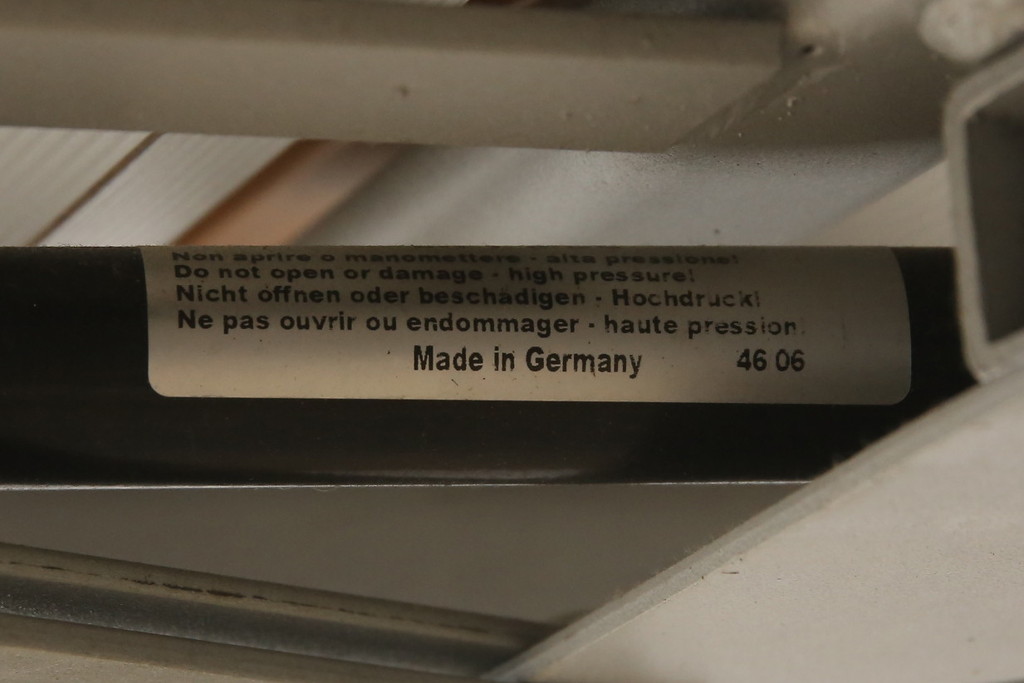 Non aprire o manomettere - alta pressione!
Do not open or damage - high pressure!
Nicht öffnen oder beschädigen - Hochdruck!
Ne pas ouvrir ou endommager - haute pression!
Made in Germany 46 06